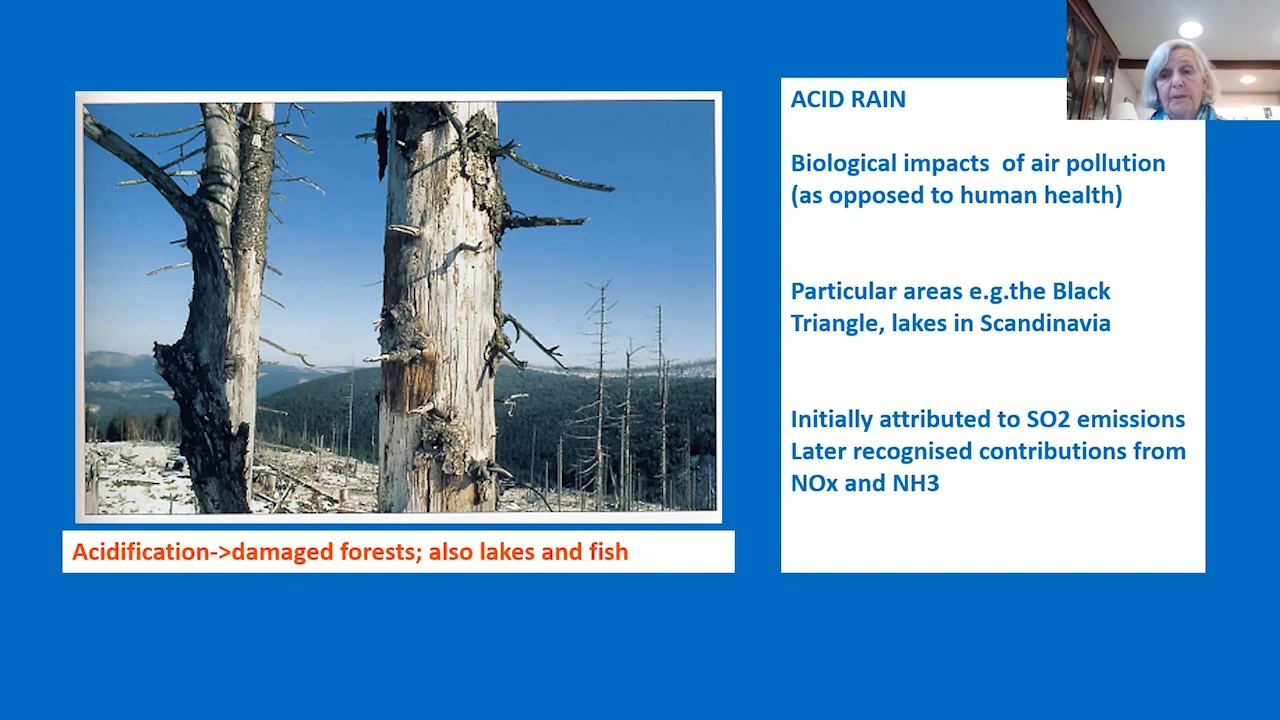 ACID RAIN
Biological impacts  of air pollution
(as opposed to human health)
Particular areas e.g.the Black
Triangle, lakes in Scandinavia
Initially attributed to SO2 emissions
Later recognised contributions from
NOx and NH3
Acidification->damaged forests; also lakes and fish